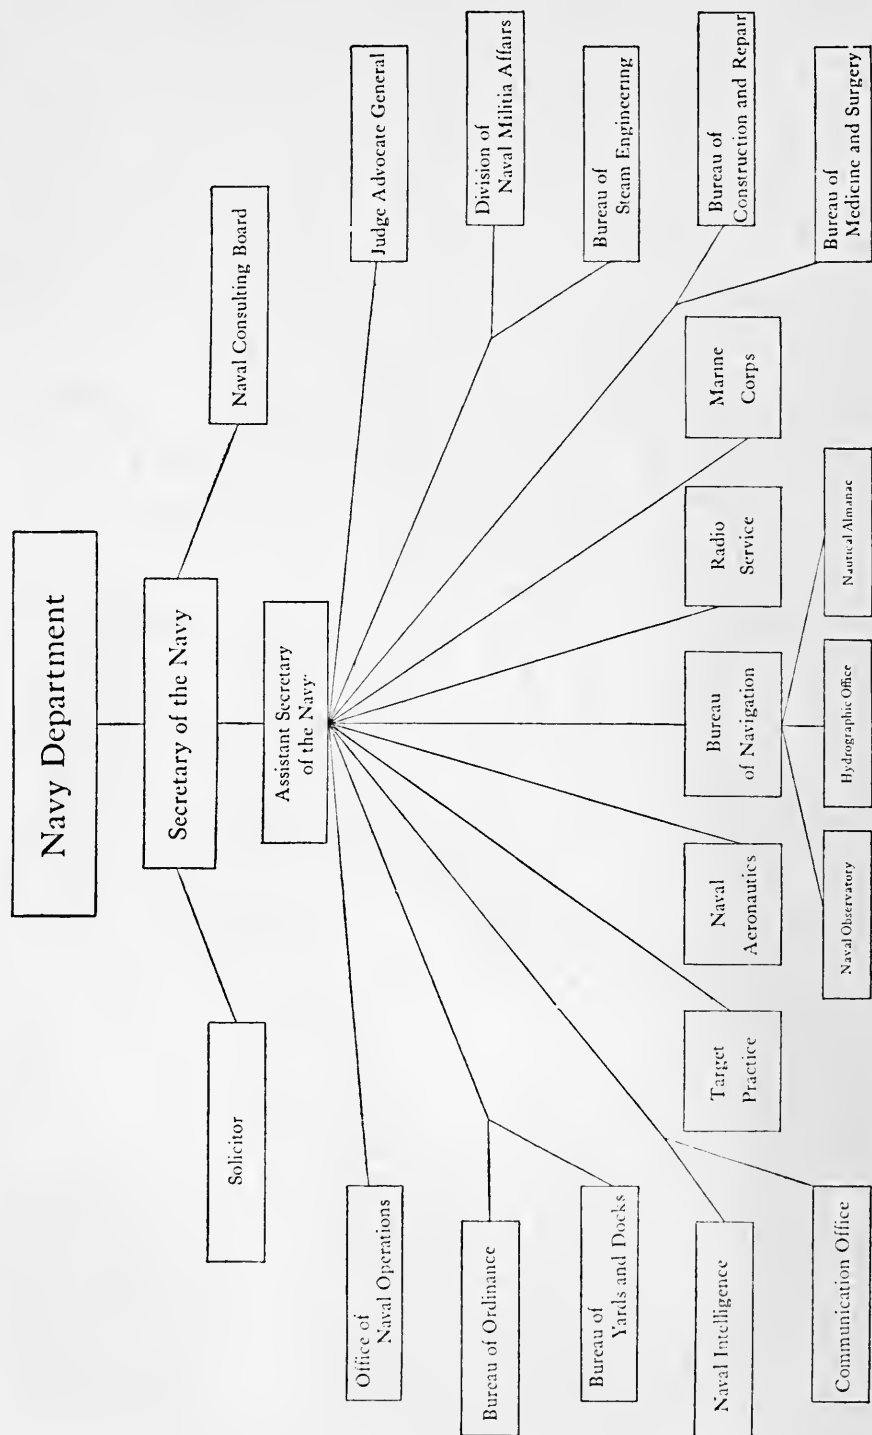 Navy Department
Secretary of the Navy
Solicitor
Naval Consulting Board
Assistant Secretary
of the Navy
Office of
Naval Operations
Judge Advocate General
Bureau of Ordinance
Division of
Naval Militia Affairs
Bureau of
Yards and Docks
Bureau of
Steam Engineering
Naval Intelligence
Target
Practice
Naval
Aeronautics
Bureau
of Navigation
Radio
Service
Marine
Corps
Bureau of
Construction and Repair
Communication Office
Naval Observatory
Hydrographic Office
Nautical Almanac
Bureau of
Medicine and Surgery